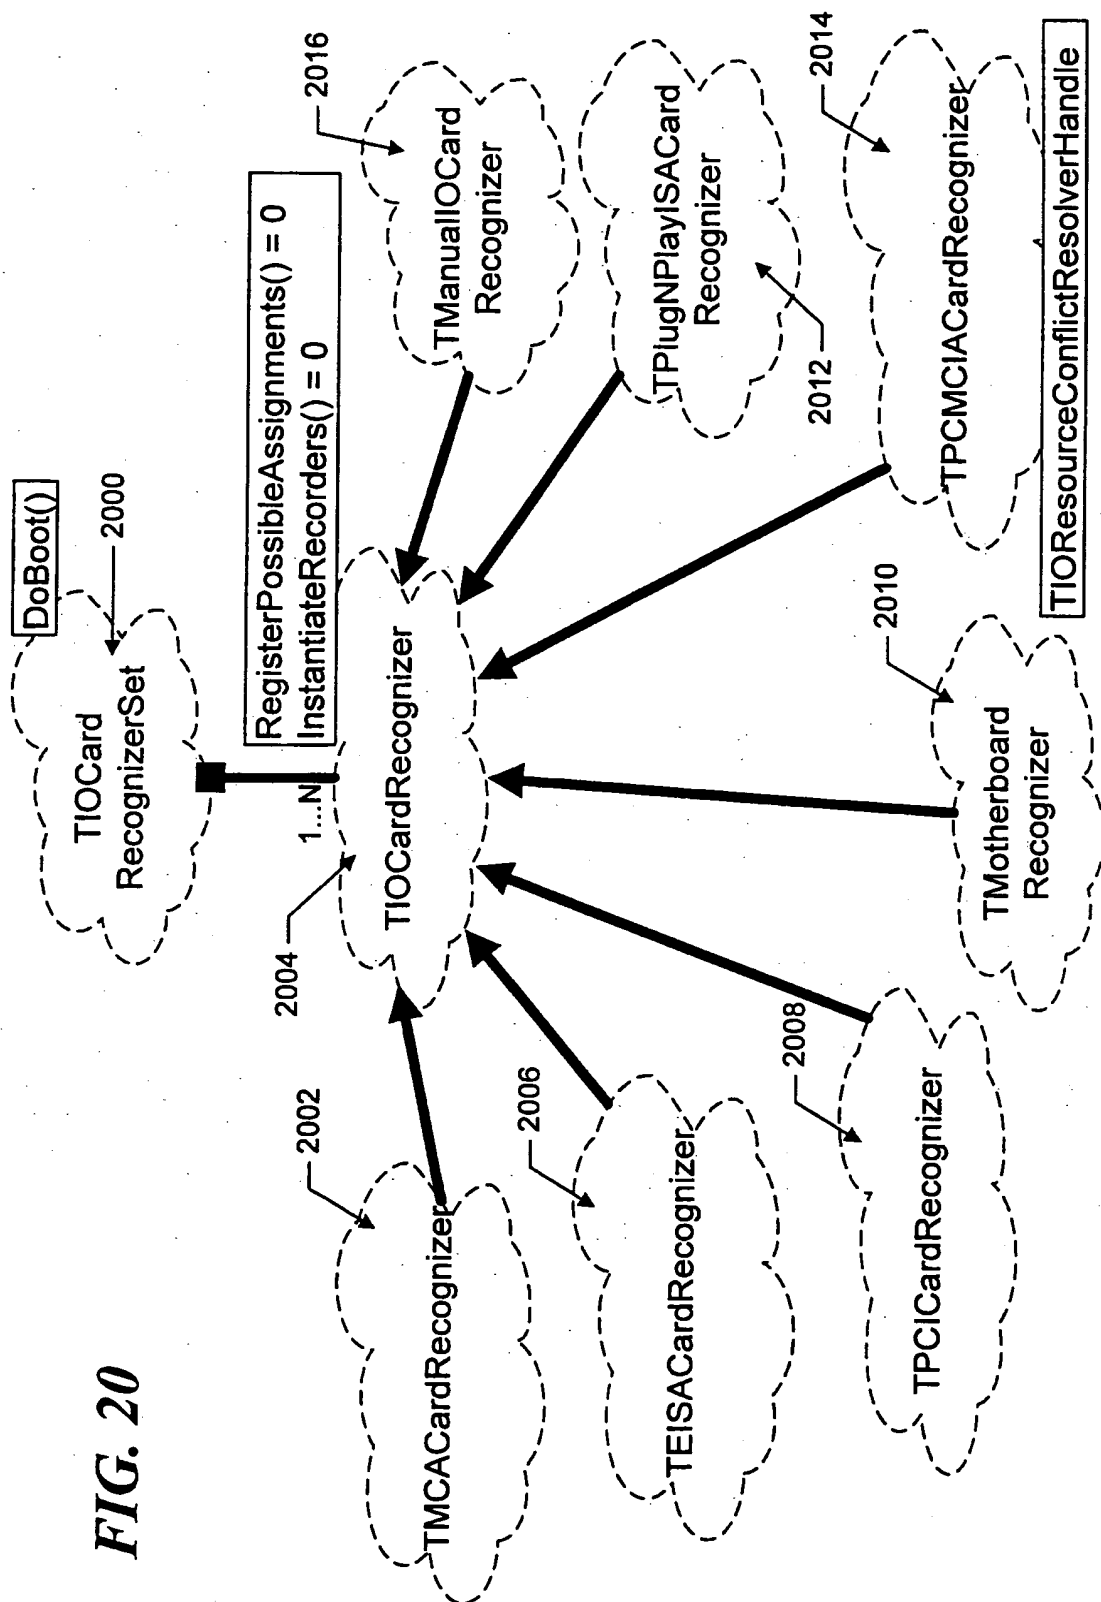 FIG. 20
DoBoot()
TIOCard
RecognizerSet
2000
RegisterPossibleAssignments() = 0
InstantiateRecorders() = 0
1...N
2004
TIOCardRecognizer
2002
TMCACardRecognizer
2016
TManualIOCard
Recognizer
2006
TEISACardRecognizer
TPlugNPlayISACard
Recognizer
2012
2008
TPCICardRecognizer
2010
TMotherboard
Recognizer
2014
TPCMCIACardRecognizer
TIOResourceConflictResolverHandle